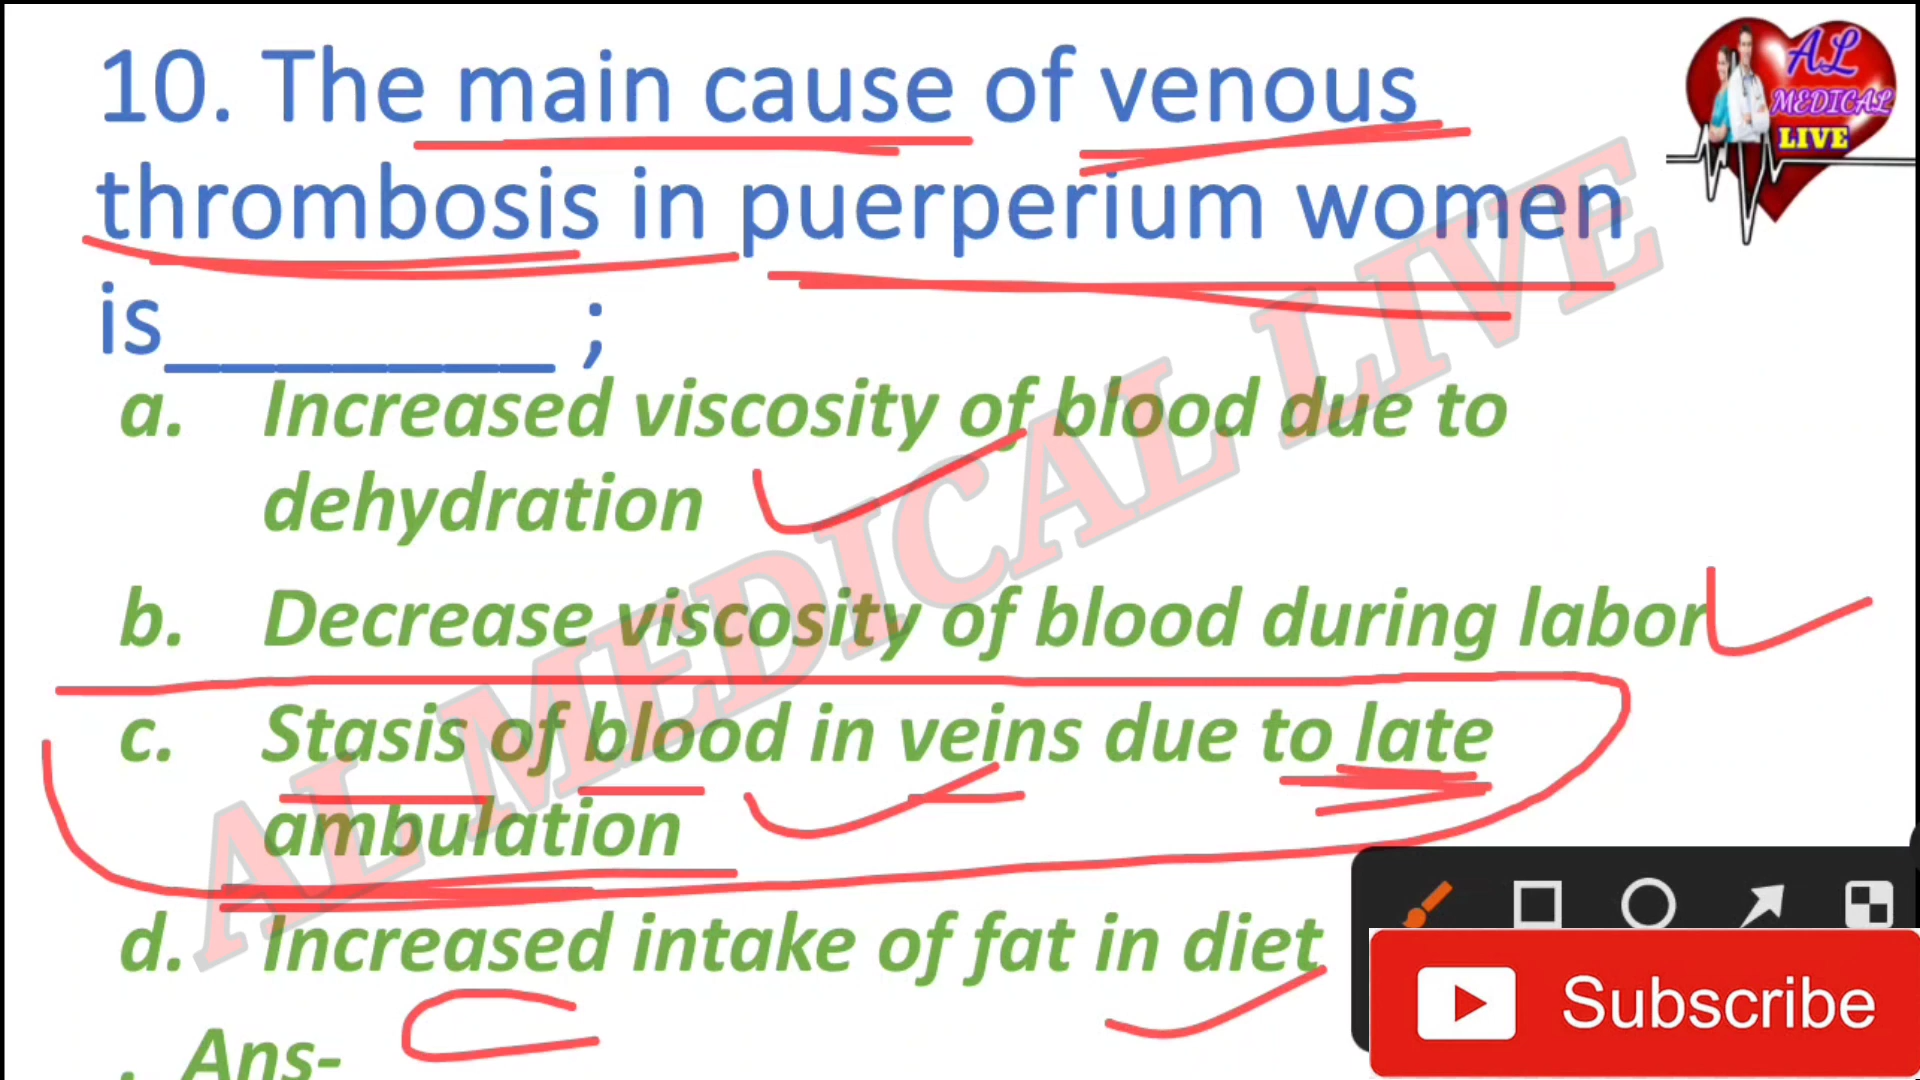 10. The main cause of venous
thrombosis in puerperium women
is_______ ;
a. Increased viscosity of blood due to
dehydration
b. Decrease viscosity of blood during labor
c. Stasis of blood in veins due to late
ambulation
d. Increased intake of fat in diet
. Ans- C
AL
MEDICAL
LIVE
AL MEDICAL LIVE
Subscribe